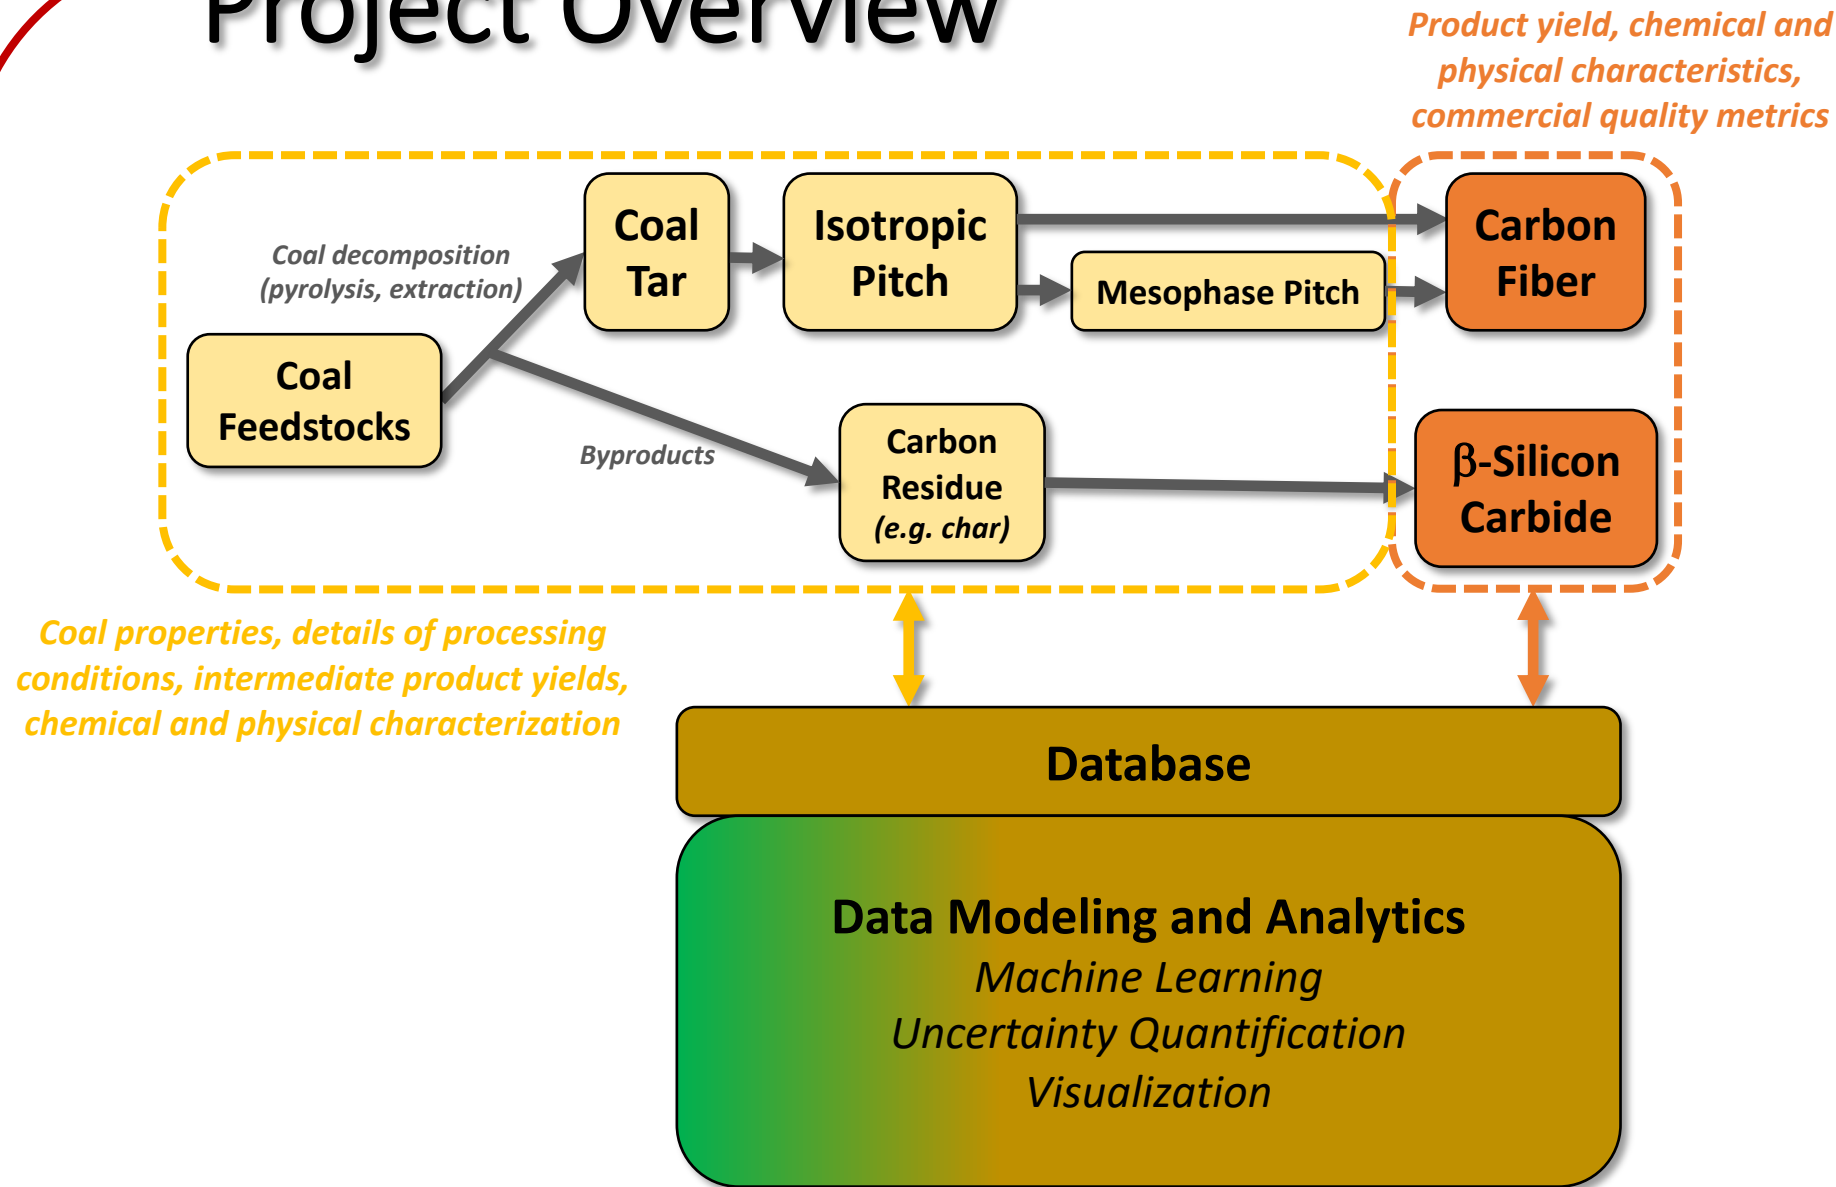 Project Overview
Product yield, chemical and
physical characteristics,
commercial quality metrics
Coal decomposition
(pyrolysis, extraction)
Coal
Tar
Isotropic
Pitch
Mesophase Pitch
Carbon
Fiber
Coal
Feedstocks
Byproducts
Carbon
Residue
(e.g. char)
β-Silicon
Carbide
Coal properties, details of processing
conditions, intermediate product yields,
chemical and physical characterization
Database
Data Modeling and Analytics
Machine Learning
Uncertainty Quantification
Visualization